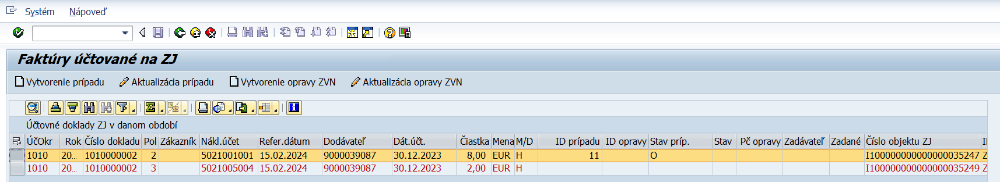 Systém Nápoveď
Faktúry účtované na ZJ
Vytvorenie prípadu Aktualizácia prípadu Vytvorenie opravy ZVN Aktualizácia opravy ZVN
Účtovné doklady ZJ v danom období
ÚčOkr Rok Číslo dokladu Pol Zákazník Nákl.účet Refer.dátum Dodávateľ Dát.účt. Čiastka Mena M/D ID prípadu ID opravy Stav príp. Stav Pč opravy Zadávateľ Zadané Číslo objektu ZJ
1010 20... 1010000002 2 5021001001 15.02.2024 9000039087 30.12.2023 8,00 EUR H 11 O I100000000000000035247 Z
1010 20... 1010000002 3 5021005004 15.02.2024 9000039087 30.12.2023 2,00 EUR H I100000000000000035249 Z